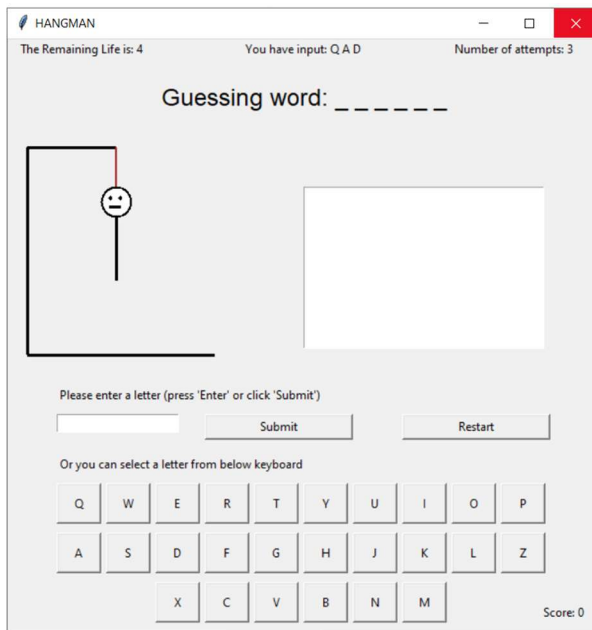 HANGMAN
The Remaining Life is: 4 You have input: Q A D Number of attempts: 3
Guessing word: _ _ _ _ _ _
Please enter a letter (press 'Enter' or click 'Submit')
Submit Restart
Or you can select a letter from below keyboard
Q W E R T Y U I O P
A S D F G H J K L Z
X C V B N M
Score: 0